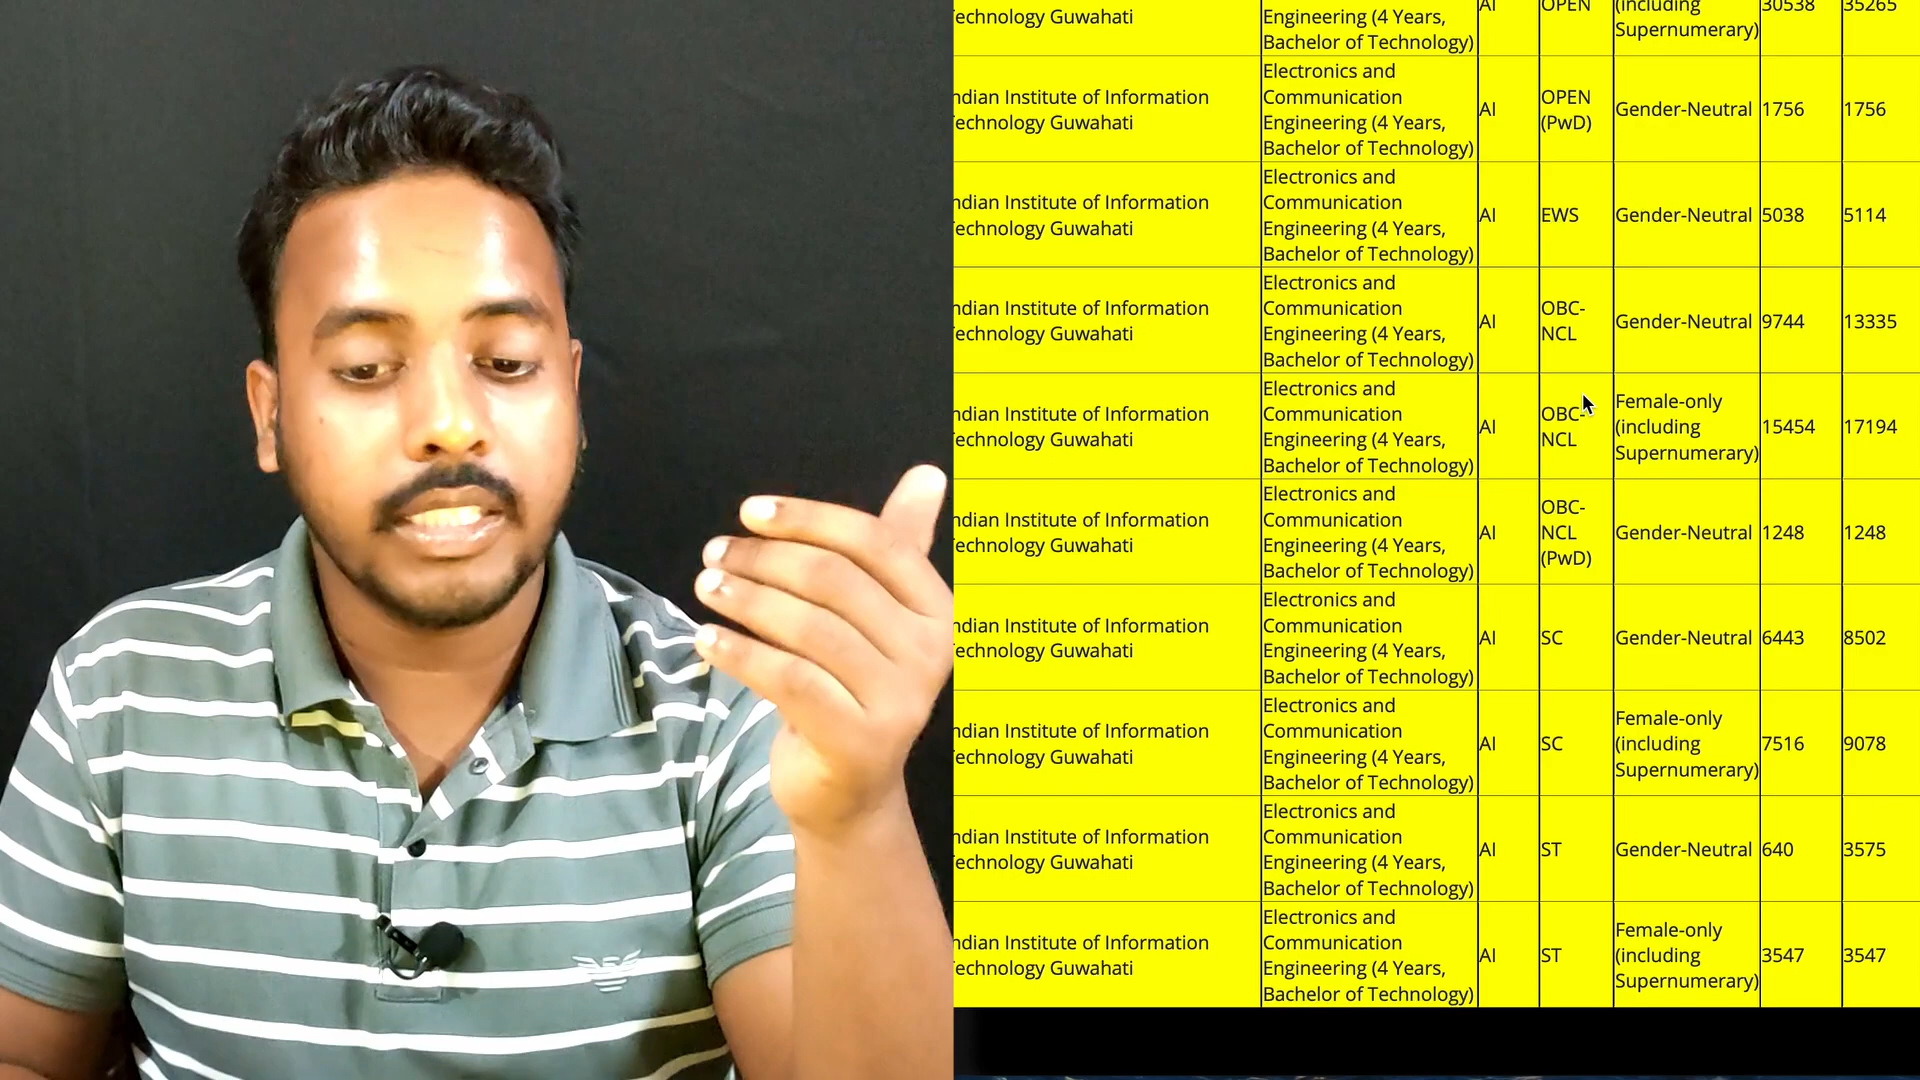 echnology Guwahati
Engineering (4 Years,
Bachelor of Technology)
AI
OPEN
(including
Supernumerary)
30538
35265
ndian Institute of Information
echnology Guwahati
Electronics and
Communication
Engineering (4 Years,
Bachelor of Technology)
AI
OPEN
(PwD)
Gender-Neutral
1756
1756
ndian Institute of Information
echnology Guwahati
Electronics and
Communication
Engineering (4 Years,
Bachelor of Technology)
AI
EWS
Gender-Neutral
5038
5114
ndian Institute of Information
echnology Guwahati
Electronics and
Communication
Engineering (4 Years,
Bachelor of Technology)
AI
OBC-
NCL
Gender-Neutral
9744
13335
ndian Institute of Information
echnology Guwahati
Electronics and
Communication
Engineering (4 Years,
Bachelor of Technology)
AI
OBC-
NCL
Female-only
(including
Supernumerary)
15454
17194
ndian Institute of Information
echnology Guwahati
Electronics and
Communication
Engineering (4 Years,
Bachelor of Technology)
AI
OBC-
NCL
(PwD)
Gender-Neutral
1248
1248
ndian Institute of Information
echnology Guwahati
Electronics and
Communication
Engineering (4 Years,
Bachelor of Technology)
AI
SC
Gender-Neutral
6443
8502
ndian Institute of Information
echnology Guwahati
Electronics and
Communication
Engineering (4 Years,
Bachelor of Technology)
AI
SC
Female-only
(including
Supernumerary)
7516
9078
ndian Institute of Information
echnology Guwahati
Electronics and
Communication
Engineering (4 Years,
Bachelor of Technology)
AI
ST
Gender-Neutral
640
3575
ndian Institute of Information
echnology Guwahati
Electronics and
Communication
Engineering (4 Years,
Bachelor of Technology)
AI
ST
Female-only
(including
Supernumerary)
3547
3547